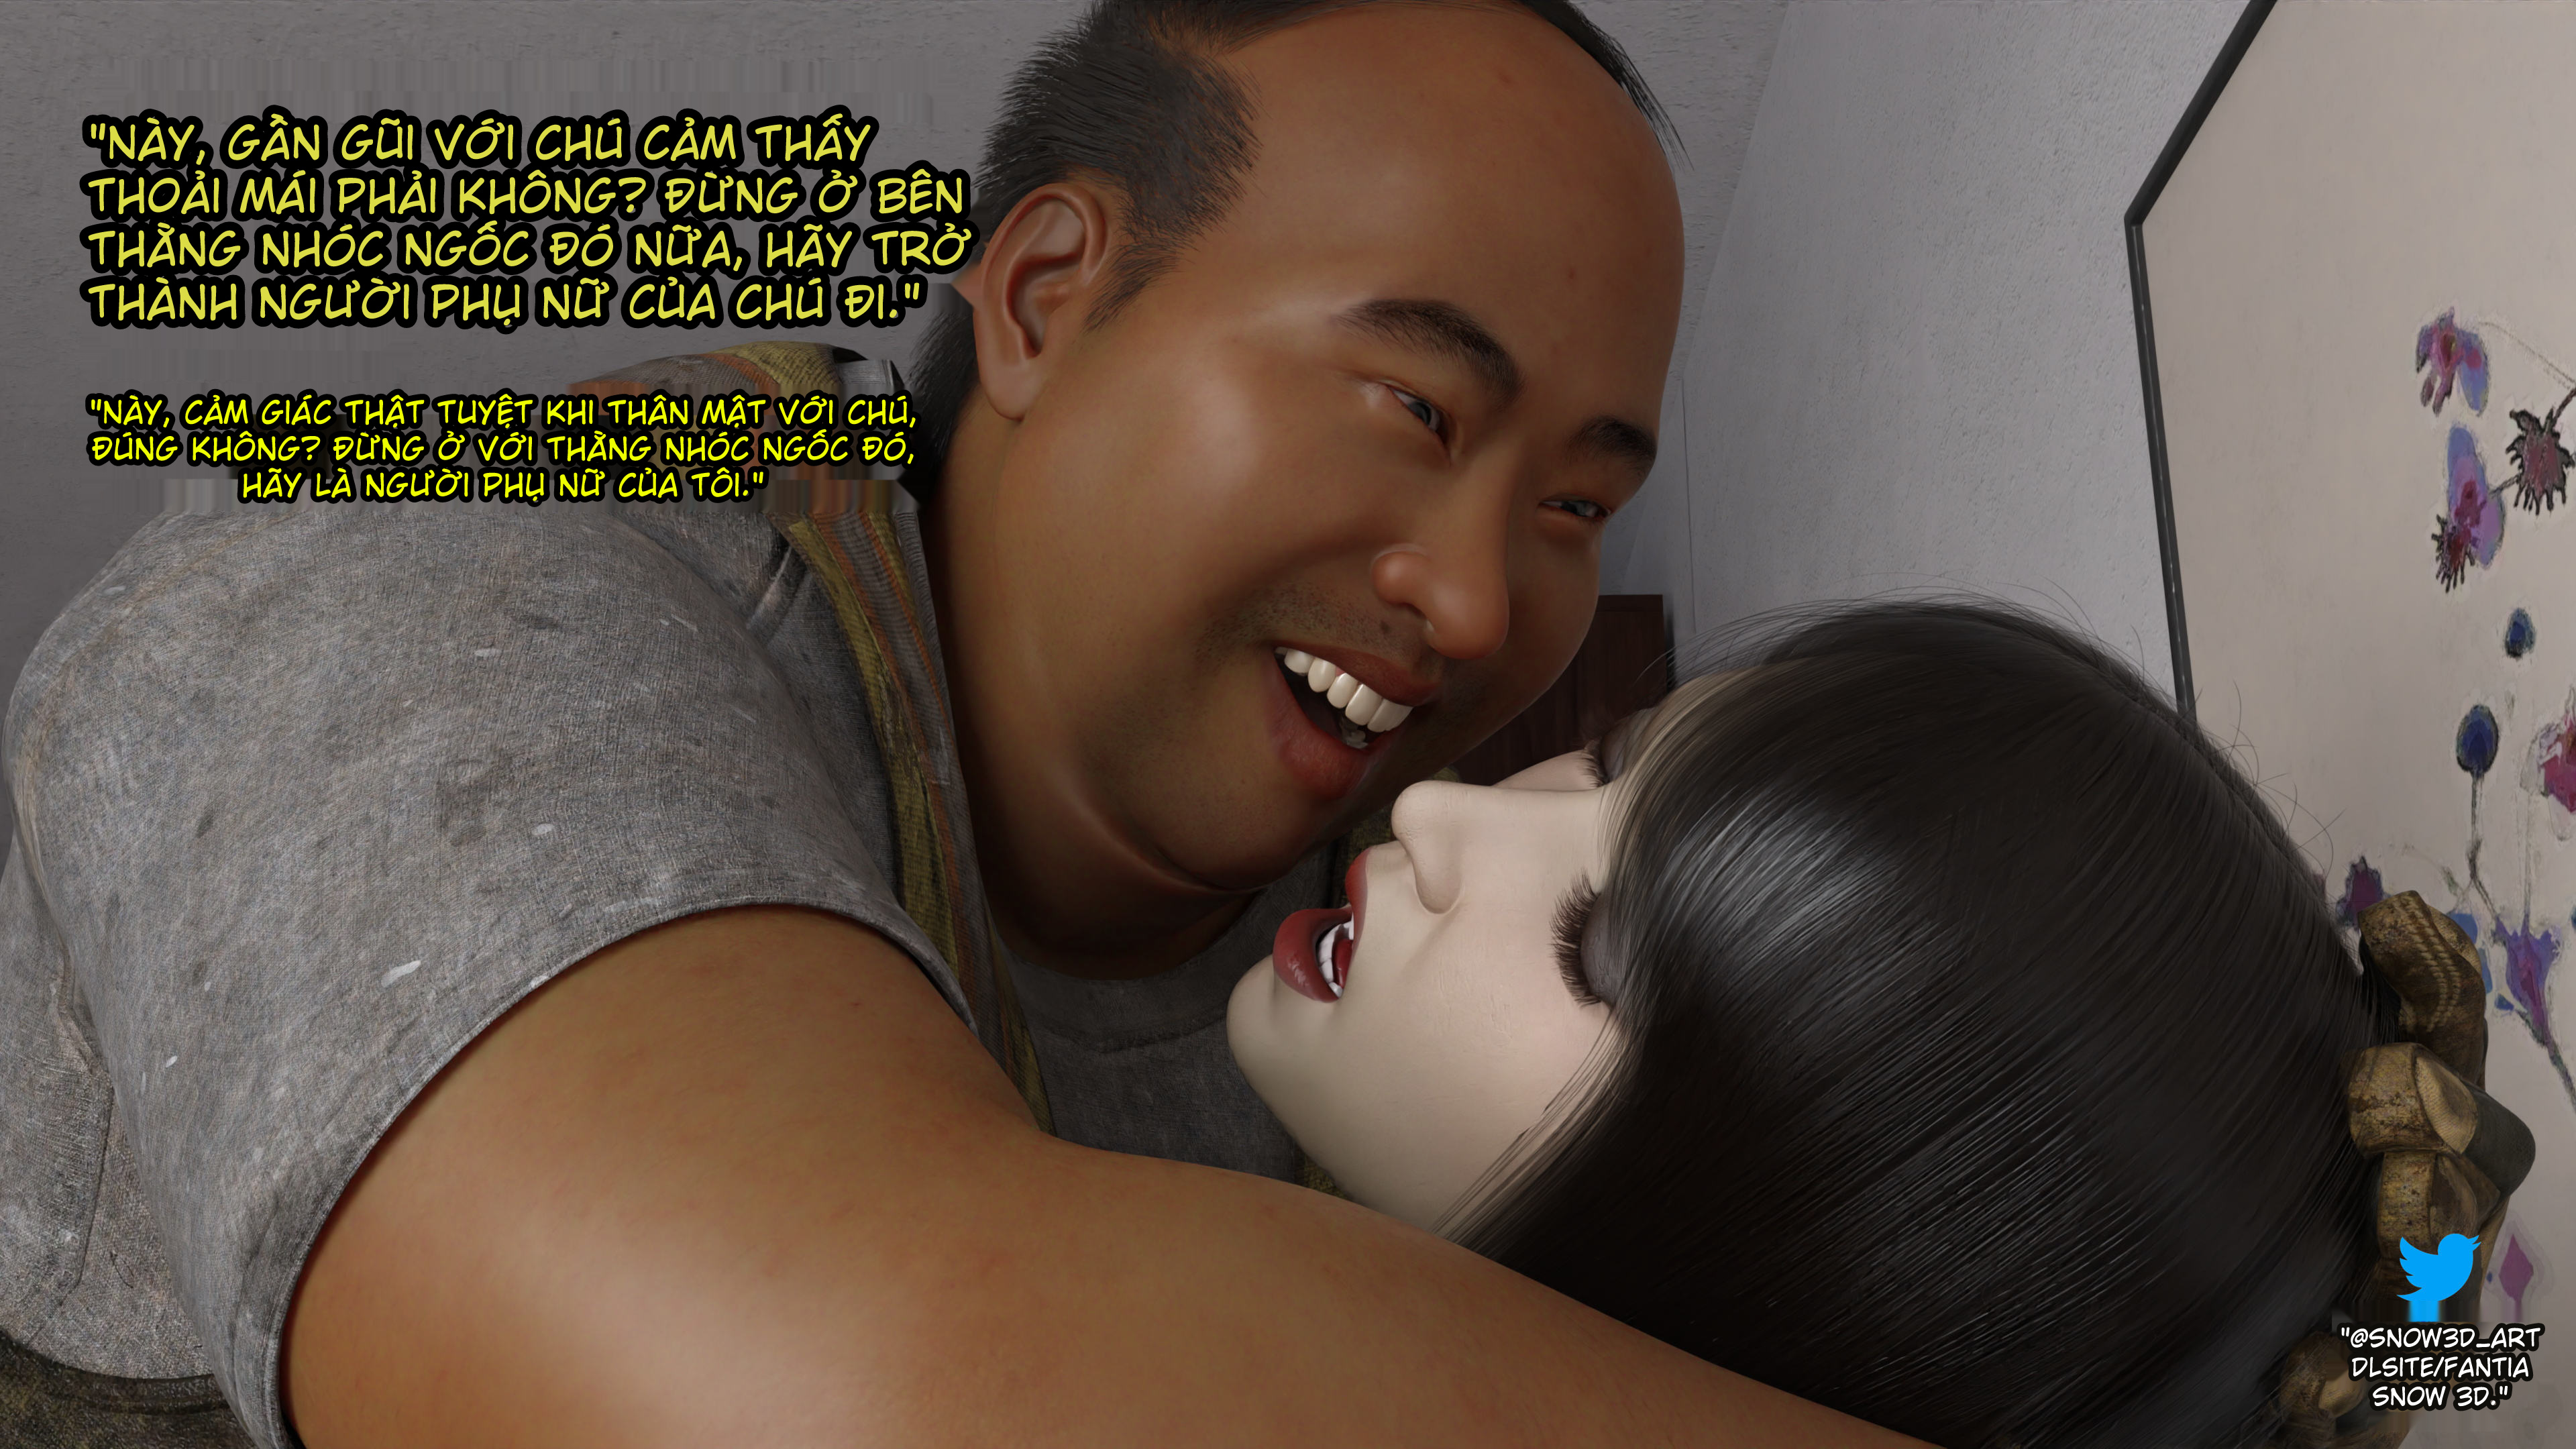 "NÀY, GẦN GŨI VỚI CHÚ CẢM THẤY
THOẢI MÁI PHẢI KHÔNG? ĐỪNG Ở BÊN
THẰNG NHÓC NGỐC ĐÓ NỮA, HÃY TRỞ
THÀNH NGƯỜI PHỤ NỮ CỦA CHÚ ĐI."
"NÀY, CẢM GIÁC THẬT TUYỆT KHI THÂN MẬT VỚI CHÚ,
ĐÚNG KHÔNG? ĐỪNG Ở VỚI THẰNG NHÓC NGỐC ĐÓ,
HÃY LÀ NGƯỜI PHỤ NỮ CỦA TÔI."
"@SNOW3D_ART
DLSITE/FANTIA
SNOW 3D."